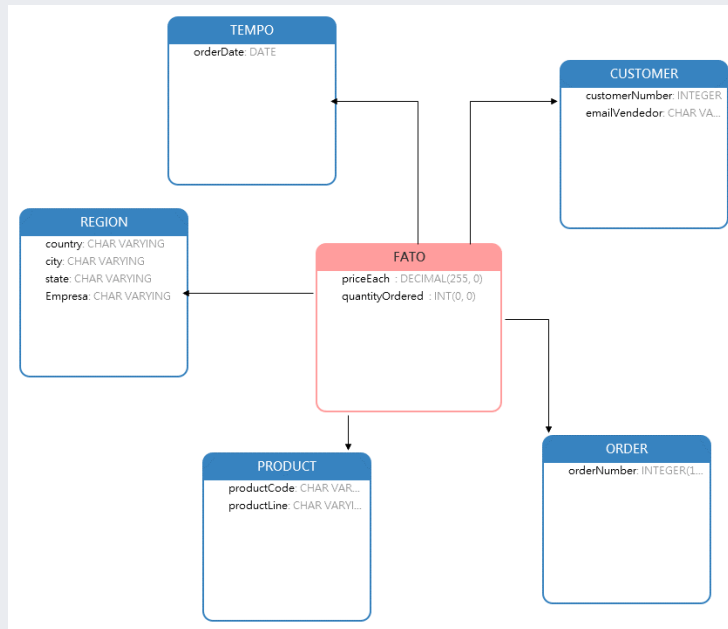 TEMPO
orderDate: DATE
CUSTOMER
customerNumber: INTEGER
emailVendedor: CHAR VA...
REGION
country: CHAR VARYING
city: CHAR VARYING
state: CHAR VARYING
Empresa: CHAR VARYING
FATO
priceEach : DECIMAL(255, 0)
quantityOrdered : INT(0, 0)
PRODUCT
productCode: CHAR VAR...
productLine: CHAR VARYI...
ORDER
orderNumber: INTEGER(1...